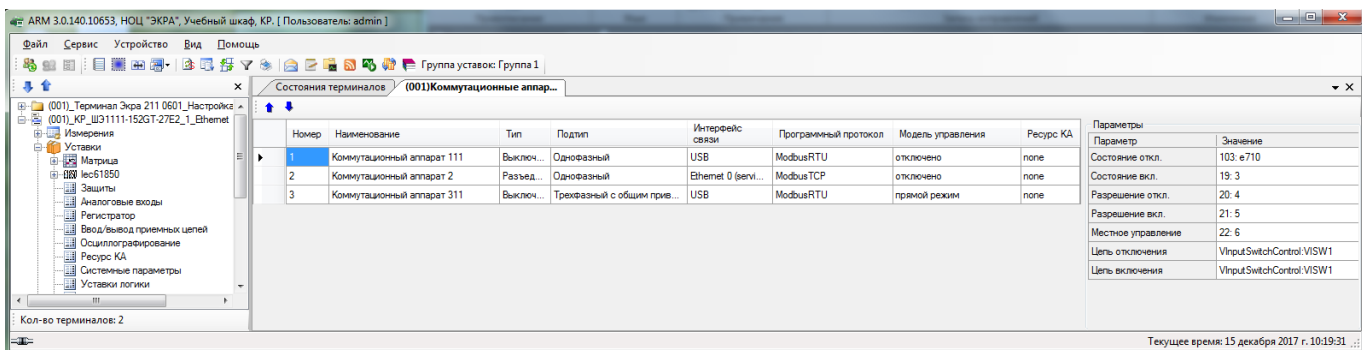 ARM 3.0.140.10653, НОЦ "ЭКРА", Учебный шкаф, КР. [ Пользователь: admin ]
Файл Сервис Устройство Вид Помощь
Группа уставок: Группа 1
Состояния терминалов (001)Коммутационные аппар...
(001)_Терминал Экра 211 0601_Настройка
(001)_КР_ШЭ1111-152GT-27E2_1_Ethernet
Измерения
Уставки
Матрица
Iec61850
Защиты
Аналоговые входы
Регистратор
Ввод/вывод приемных цепей
Осциллографирование
Ресурс КА
Системные параметры
Уставки логики
Кол-во терминалов: 2
Номер Наименование Тип Подтип Интерфейс связи Программный протокол Модель управления Ресурс КА
1 Коммутационный аппарат 111 Выключ... Однофазный USB ModbusRTU отключено none
2 Коммутационный аппарат 2 Разъед... Однофазный Ethernet 0 (servi... ModbusTCP отключено none
3 Коммутационный аппарат 311 Выключ... Трехфазный с общим прив... USB ModbusRTU прямой режим none
Параметры
Параметр Значение
Состояние откл. 103: e710
Состояние вкл. 19: 3
Разрешение откл. 20: 4
Разрешение вкл. 21: 5
Местное управление 22: 6
Цепь отключения VInputSwitchControl:VISW1
Цепь включения VInputSwitchControl:VISW1
Текущее время: 15 декабря 2017 г. 10:19:31